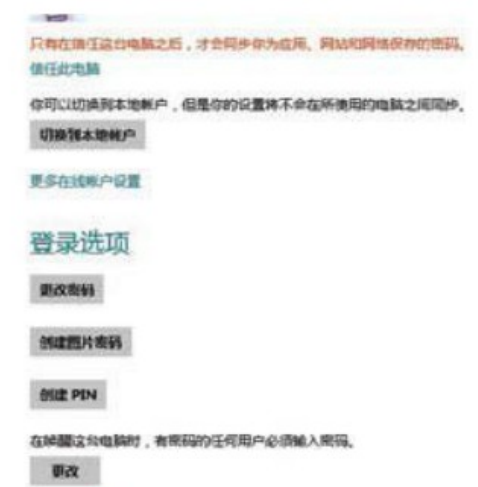 只有在信任这台电脑之后，才会同步你为应用、网站和网络保存的密码。
信任此电脑
你可以切换到本地帐户，但是你的设置将不会在所使用的电脑之间同步。
切换到本地帐户
更多在线帐户设置
登录选项
更改密码
创建图片密码
创建 PIN
在唤醒这台电脑时，有密码的任何用户必须输入密码。
更改